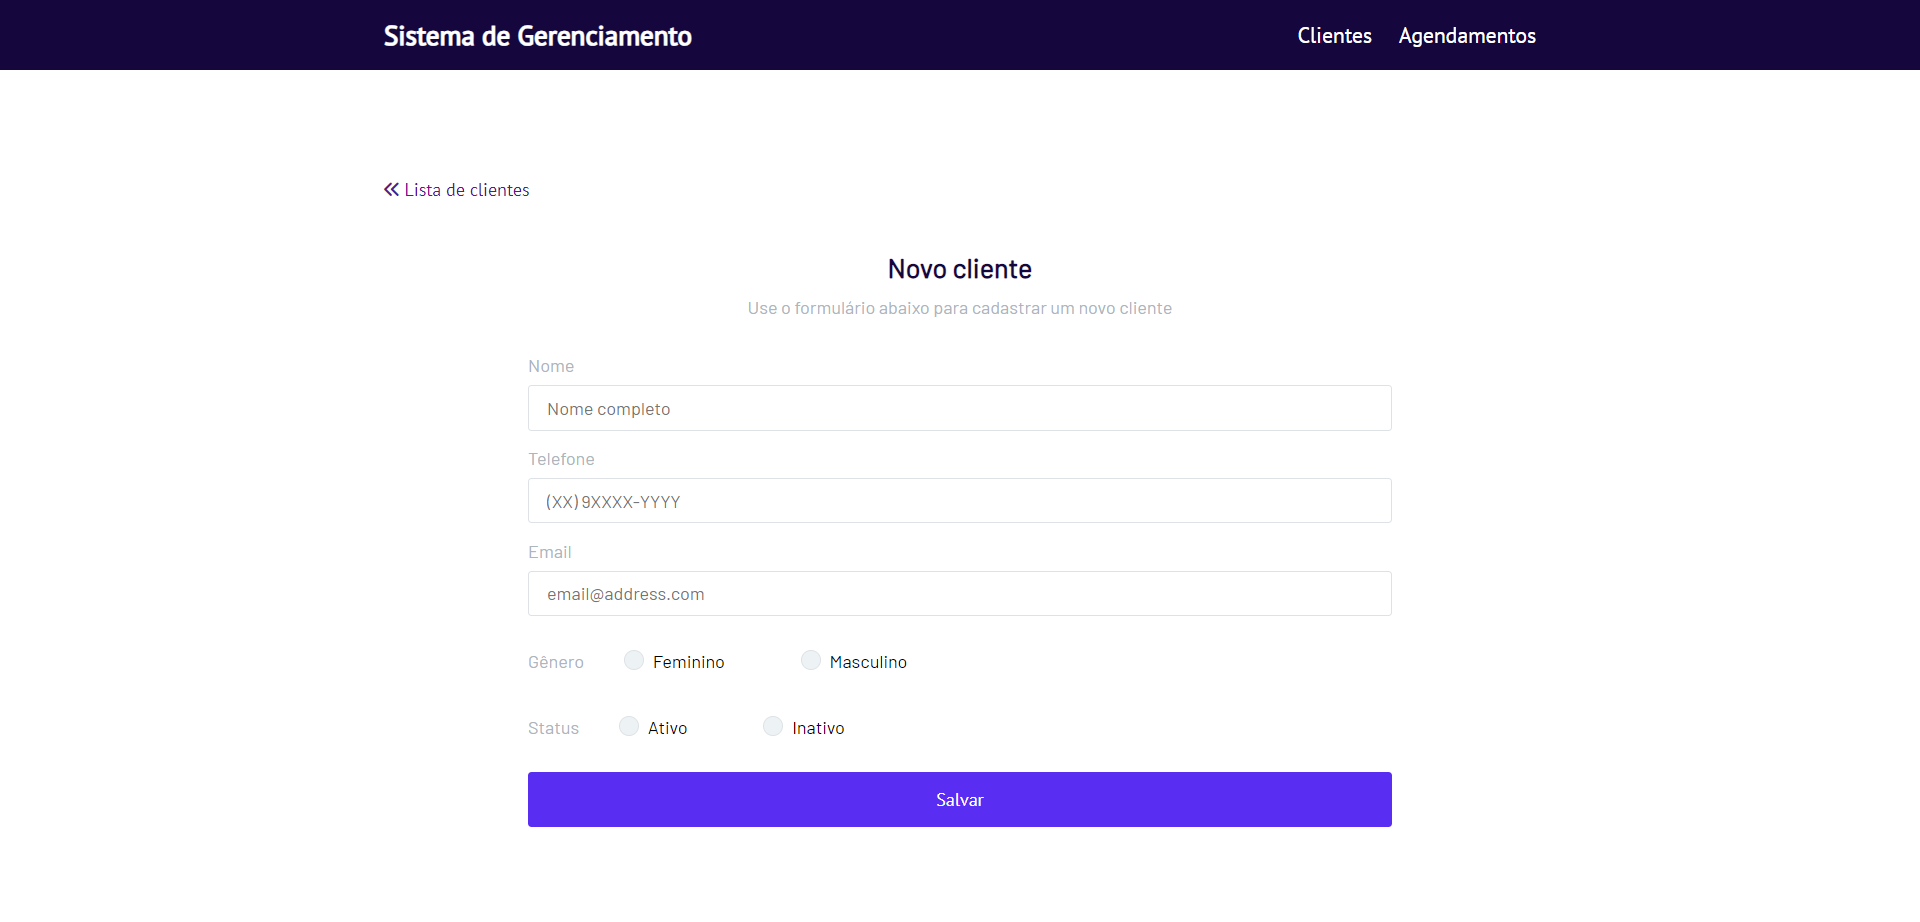 Sistema de Gerenciamento
Clientes Agendamentos
Lista de clientes
Novo cliente
Use o formulário abaixo para cadastrar um novo cliente
Nome
Nome completo
Telefone
(XX) 9XXXX-YYYY
Email
email@address.com
Gênero Feminino Masculino
Status Ativo Inativo
Salvar